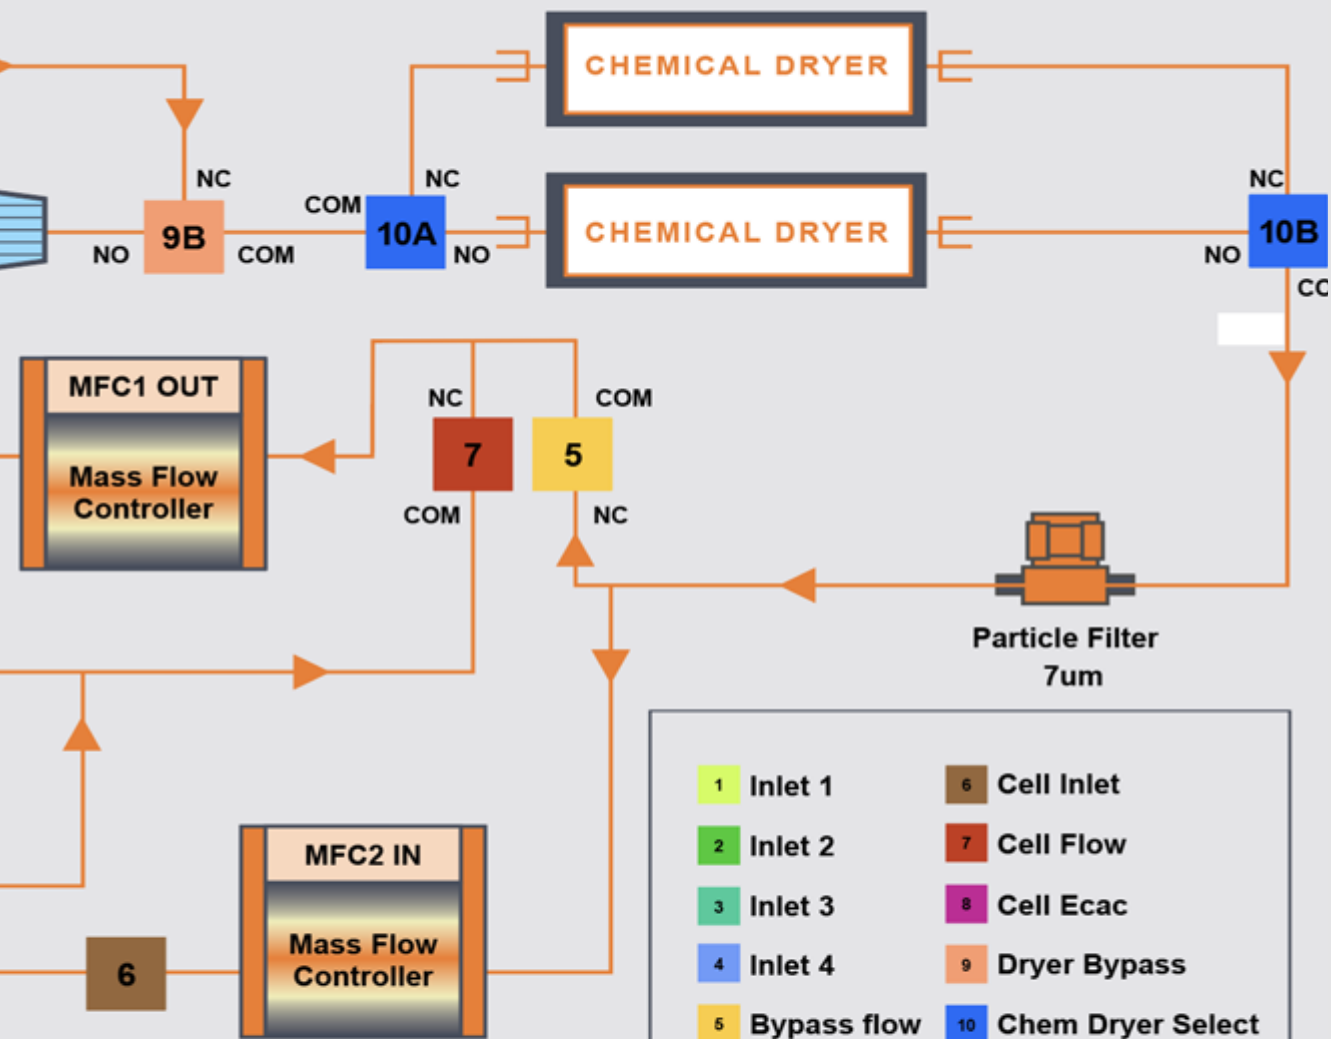 CHEMICAL DRYER
NC
NC
NC
COM
9B
10A
CHEMICAL DRYER
10B
NO
COM
NO
NO
MFC1 OUT
NC
COM
7
5
Mass Flow
Controller
COM
NC
Particle Filter
7um
1 Inlet 1
6 Cell Inlet
2 Inlet 2
7 Cell Flow
3 Inlet 3
8 Cell Ecac
4 Inlet 4
9 Dryer Bypass
5 Bypass flow
10 Chem Dryer Select
MFC2 IN
Mass Flow
Controller
6